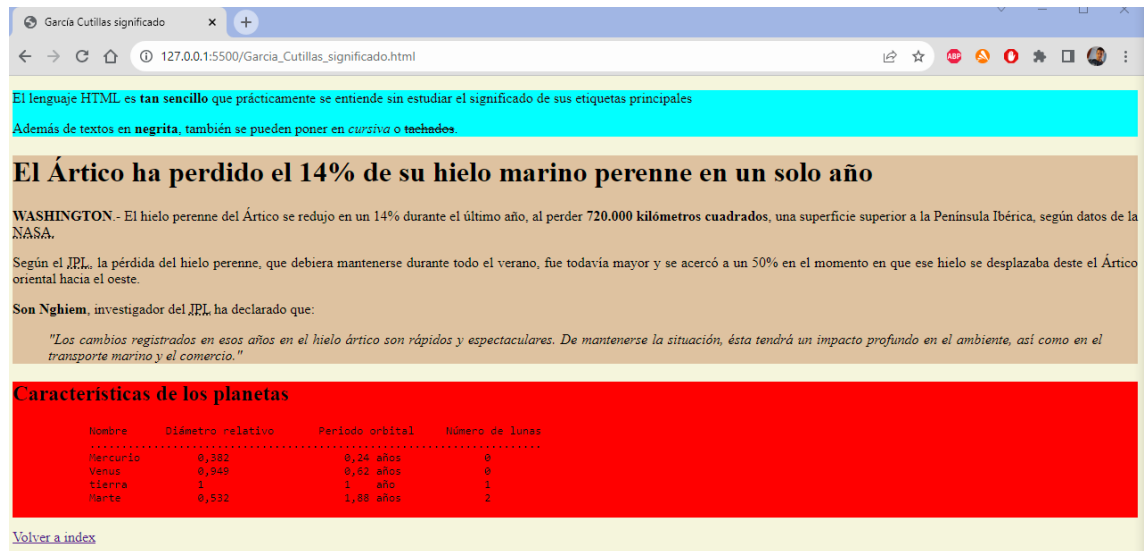 García Cutillas significado
127.0.0.1:5500/Garcia_Cutillas_significado.html
ABP
El lenguaje HTML es tan sencillo que prácticamente se entiende sin estudiar el significado de sus etiquetas principales
Además de textos en negrita, también se pueden poner en cursiva o tachados.
El Ártico ha perdido el 14% de su hielo marino perenne en un solo año
WASHINGTON.- El hielo perenne del Ártico se redujo en un 14% durante el último año, al perder 720.000 kilómetros cuadrados, una superficie superior a la Península Ibérica, según datos de la
NASA.
Según el JPL, la pérdida del hielo perenne, que debiera mantenerse durante todo el verano, fue todavía mayor y se acercó a un 50% en el momento en que ese hielo se desplazaba deste el Ártico
oriental hacia el oeste.
Son Nghiem, investigador del JPL ha declarado que:
"Los cambios registrados en esos años en el hielo ártico son rápidos y espectaculares. De mantenerse la situación, ésta tendrá un impacto profundo en el ambiente, así como en el
transporte marino y el comercio."
Características de los planetas
Nombre Diámetro relativo Periodo orbital Número de lunas
.......................................................................
Mercurio 0,382 0,24 años 0
Venus 0,949 0,62 años 0
tierra 1 1 año 1
Marte 0,532 1,88 años 2
Volver a index